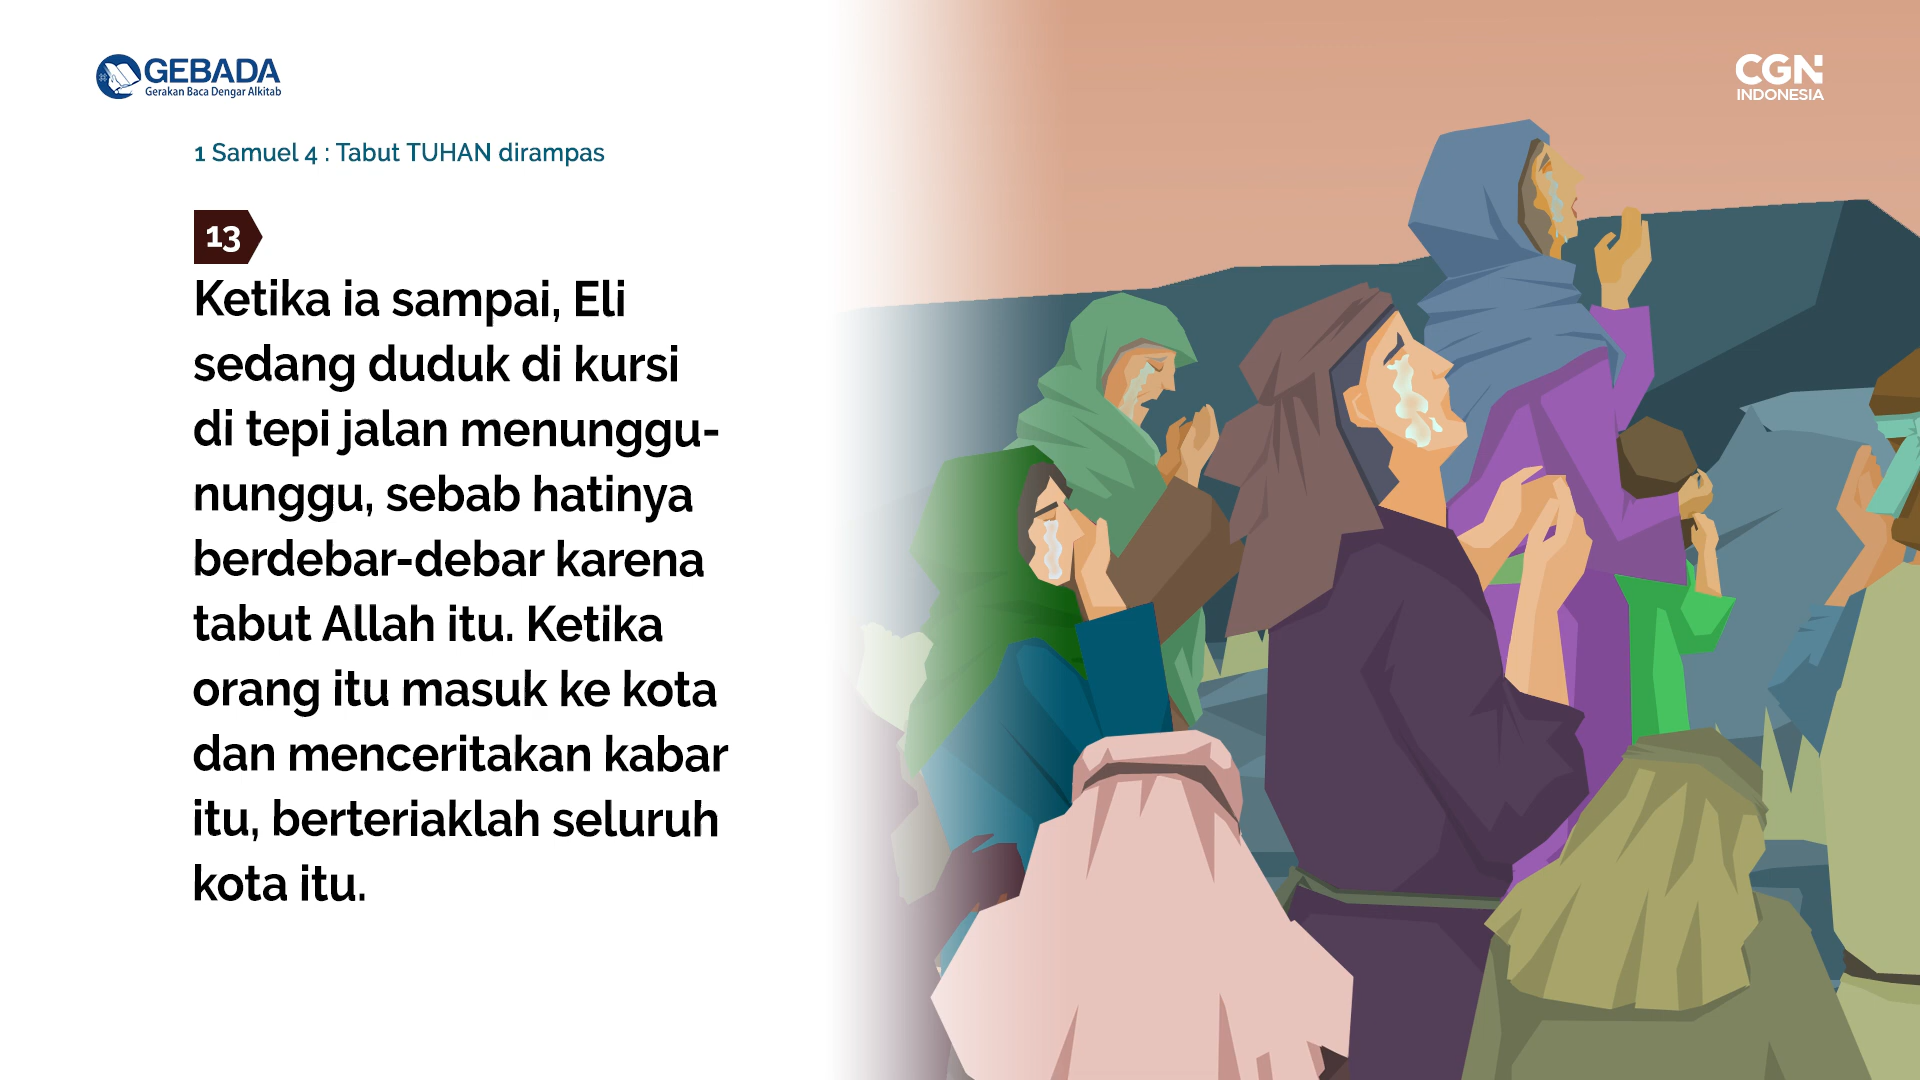 GEBADA
Gerakan Baca Dengar Alkitab
CGN
INDONESIA
1 Samuel 4 : Tabut TUHAN dirampas
13
Ketika ia sampai, Eli
sedang duduk di kursi
di tepi jalan menunggu-
nunggu, sebab hatinya
berdebar-debar karena
tabut Allah itu. Ketika
orang itu masuk ke kota
dan menceritakan kabar
itu, berteriaklah seluruh
kota itu.